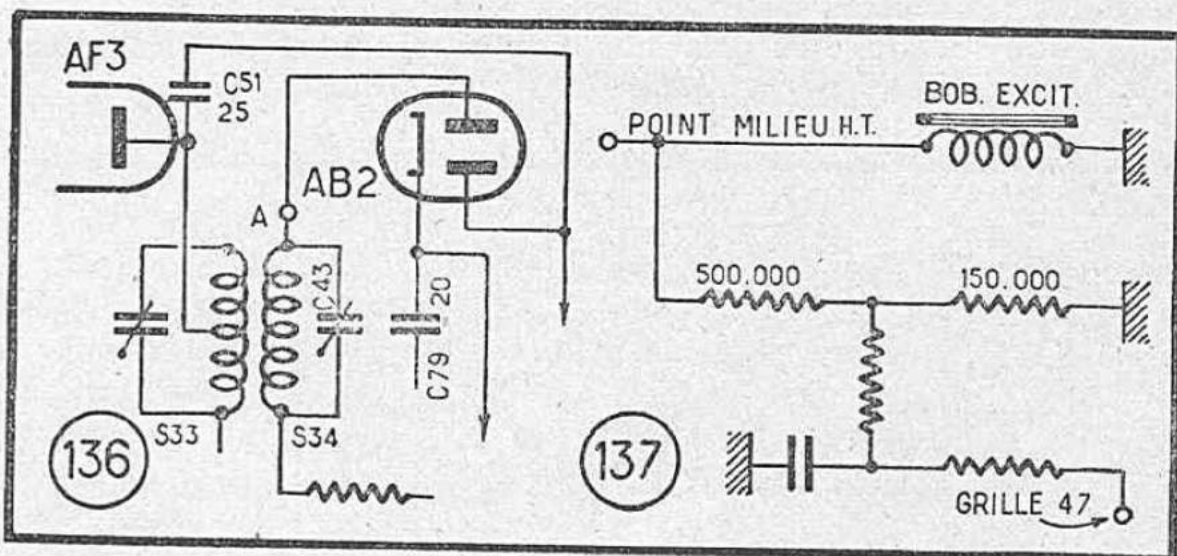 AF3
C51
25
AB2
A
C43
20
C79
S33
S34
136
POINT MILIEU H.T.
BOB. EXCIT.
500.000
150.000
137
GRILLE 47